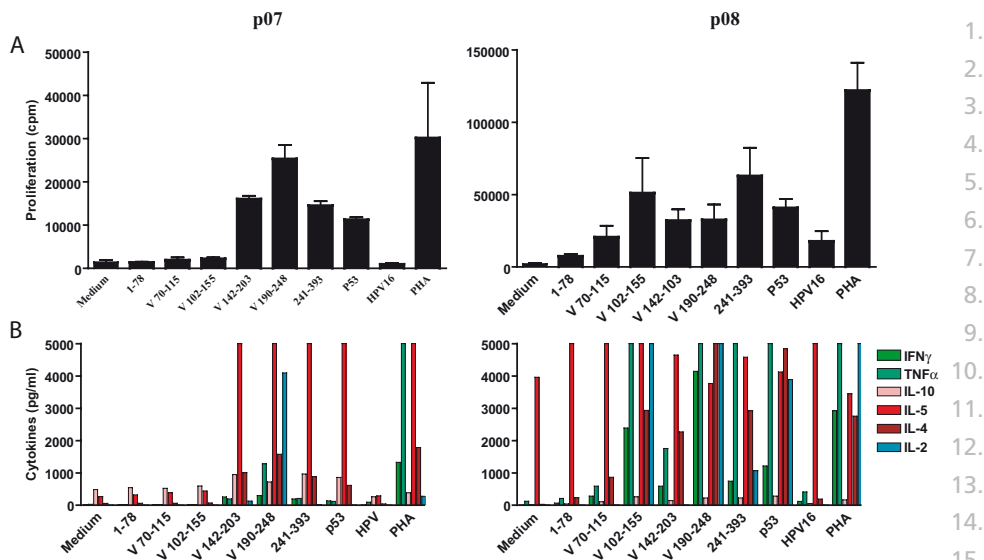 p07
p08
A
Proliferation (cpm)
50000
40000
30000
20000
10000
0
Medium
1-78
V 70-115
V 102-155
V 142-203
V 190-248
241-393
P53
HPV16
PHA
150000
100000
50000
0
Medium
1-78
V 70-115
V 102-155
V 142-103
V 190-248
241-393
P53
HPV16
PHA
B
Cytokines (pg/ml)
5000
4000
3000
2000
1000
0
Medium
1-78
V 70-115
V 102-155
V 142-203
V 190-248
241-393
p53
HPV
PHA
5000
4000
3000
2000
1000
0
Medium
1-78
V 70-115
V 102-155
V 142-203
V 190-248
241-393
p53
HPV16
PHA
IFNγ
TNFα
IL-10
IL-5
IL-4
IL-2
1.
2.
3.
4.
5.
6.
7.
8.
9.
10.
11.
12.
13.
14.
15.